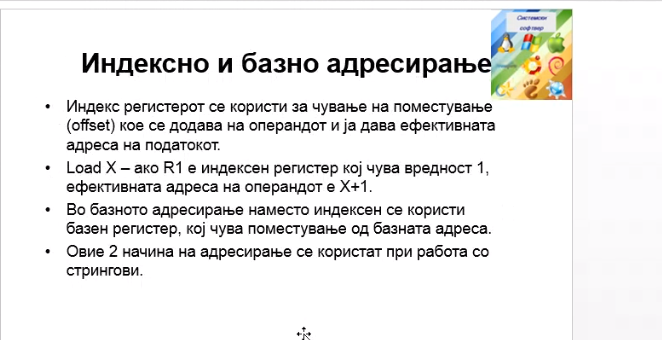 Системски
софтвер
Индексно и базно адресирање
• Индекс регистерот се користи за чување на поместување
(offset) кое се додава на операндот и ја дава ефективната
адреса на податокот.
• Load X – ако R1 е индексен регистер кој чува вредност 1,
ефективната адреса на операндот е X+1.
• Во базното адресирање наместо индексен се користи
базен регистер, кој чува поместување од базната адреса.
• Овие 2 начина на адресирање се користат при работа со
стрингови.